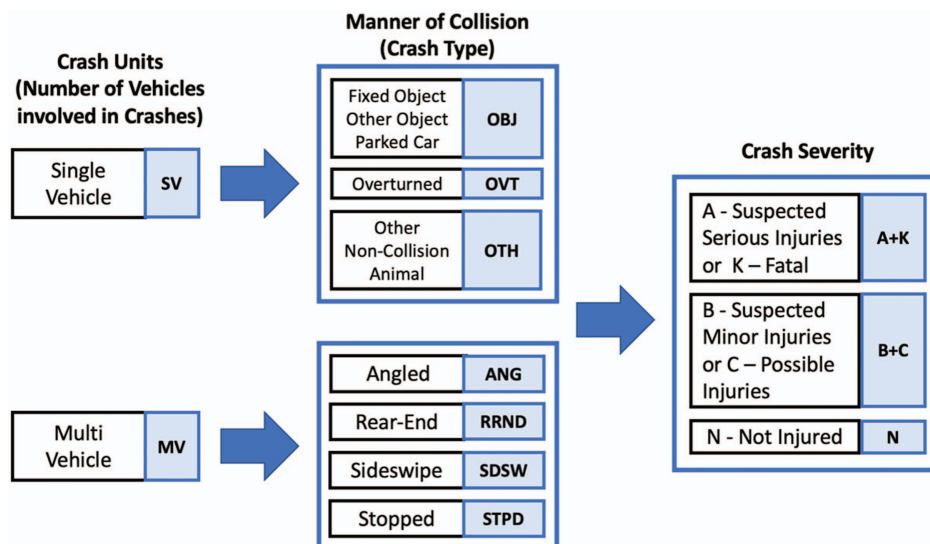 Crash Units
(Number of Vehicles
involved in Crashes)
Single
Vehicle
SV
Multi
Vehicle
MV
Manner of Collision
(Crash Type)
Fixed Object
Other Object
Parked Car
OBJ
Overturned
OVT
Other
Non-Collision
Animal
OTH
Angled
ANG
Rear-End
RRND
Sideswipe
SDSW
Stopped
STPD
Crash Severity
A - Suspected
Serious Injuries
or K – Fatal
A+K
B - Suspected
Minor Injuries
or C – Possible
Injuries
B+C
N - Not Injured
N